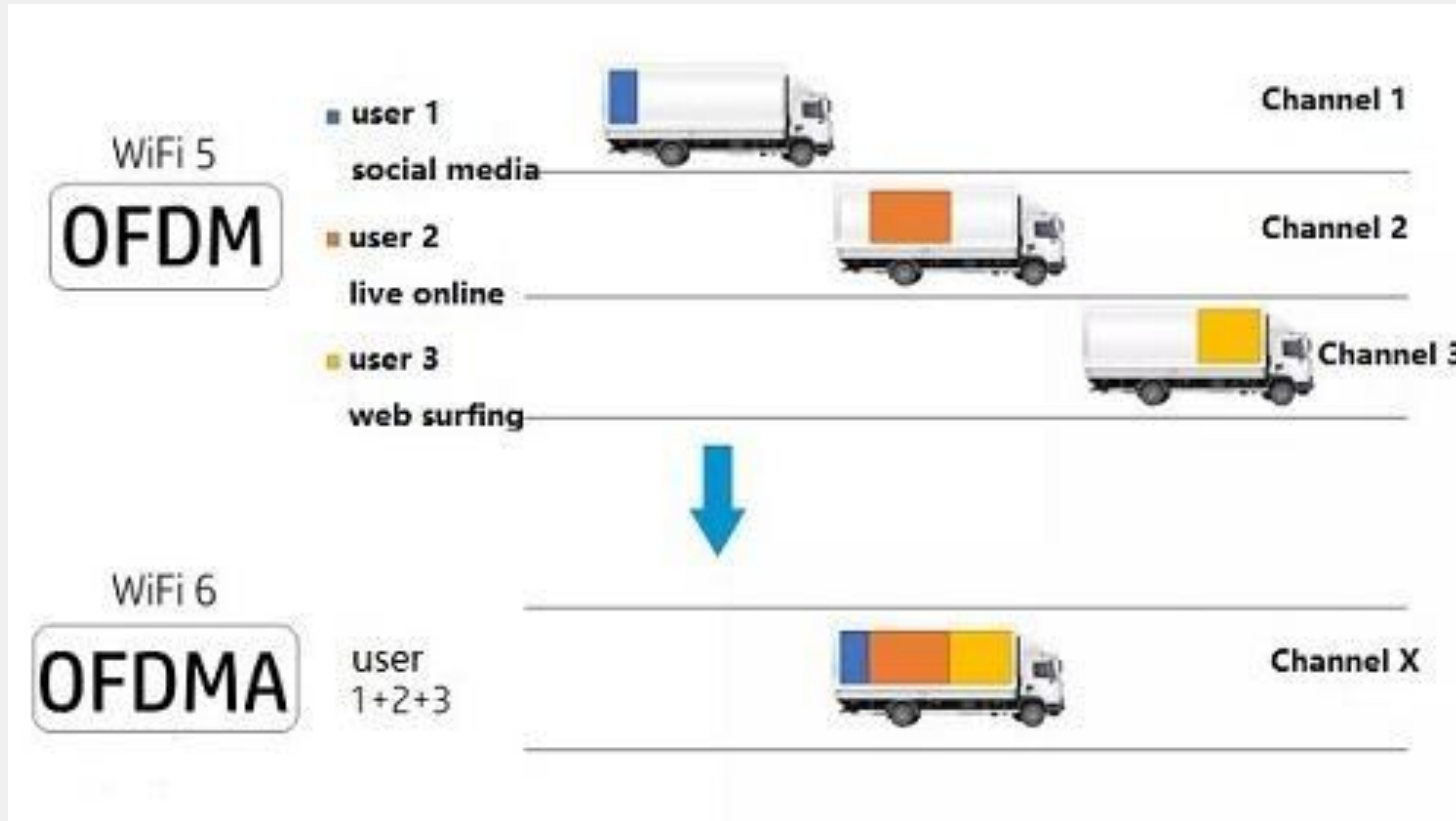 WiFi 5
OFDM
user 1
social media
Channel 1
user 2
live online
Channel 2
user 3
web surfing
Channel 3
WiFi 6
OFDMA
user
1+2+3
Channel X